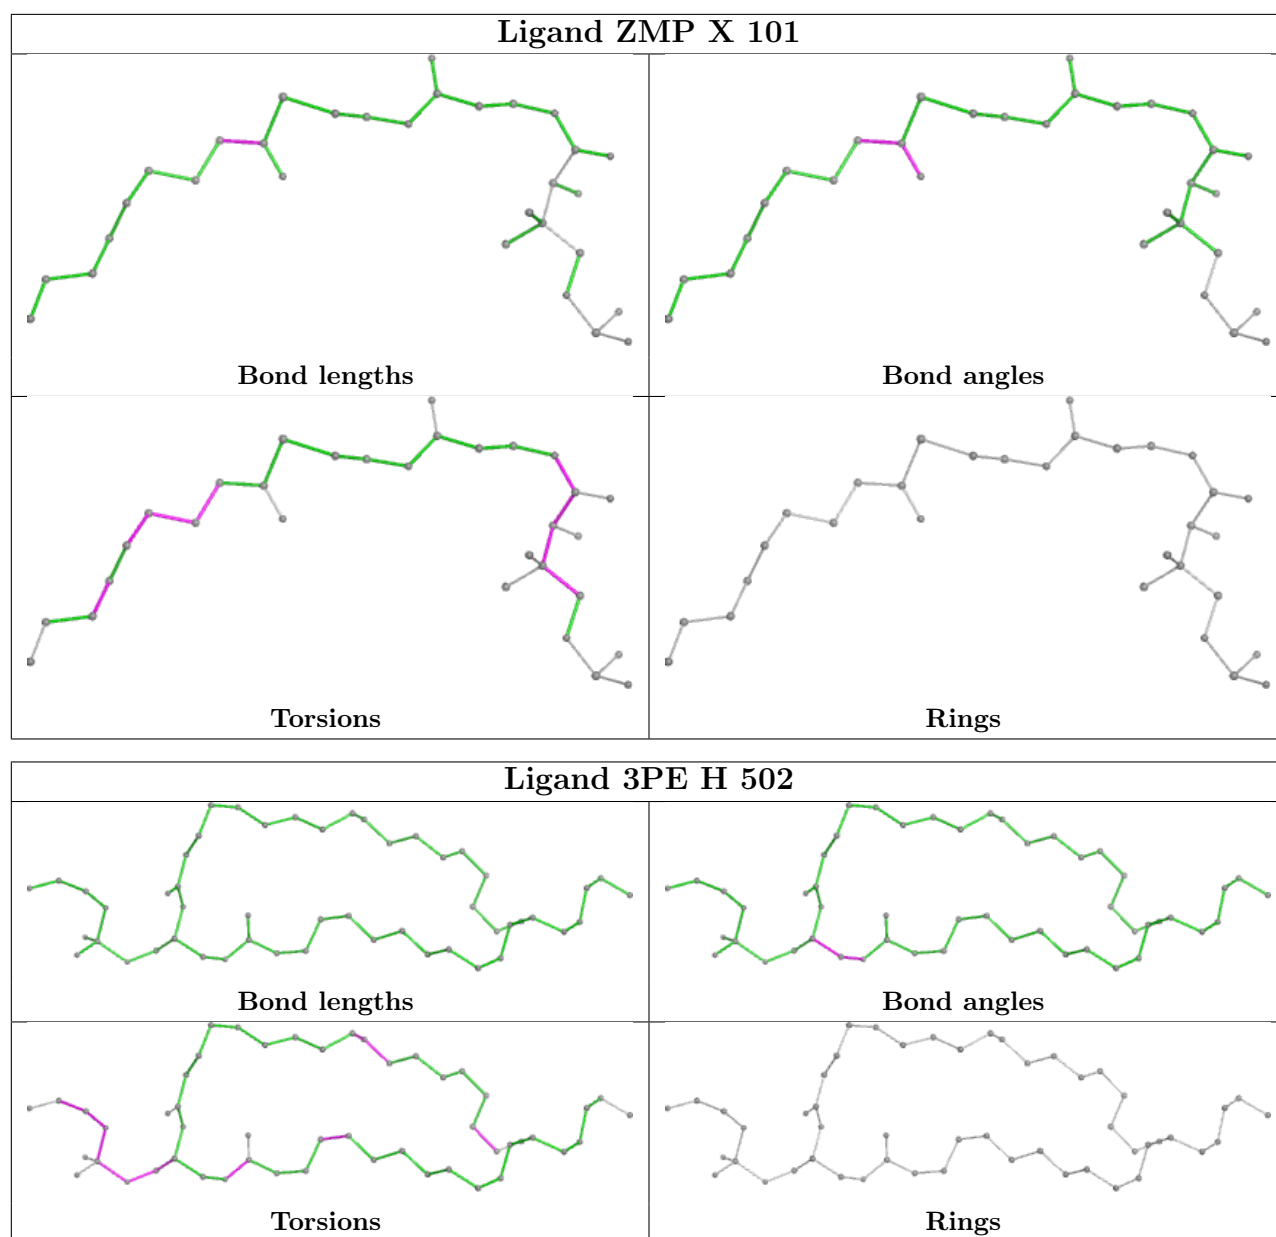 Ligand ZMP X 101
Bond lengths
Bond angles
Torsions
Rings
Ligand 3PE H 502
Bond lengths
Bond angles
Torsions
Rings